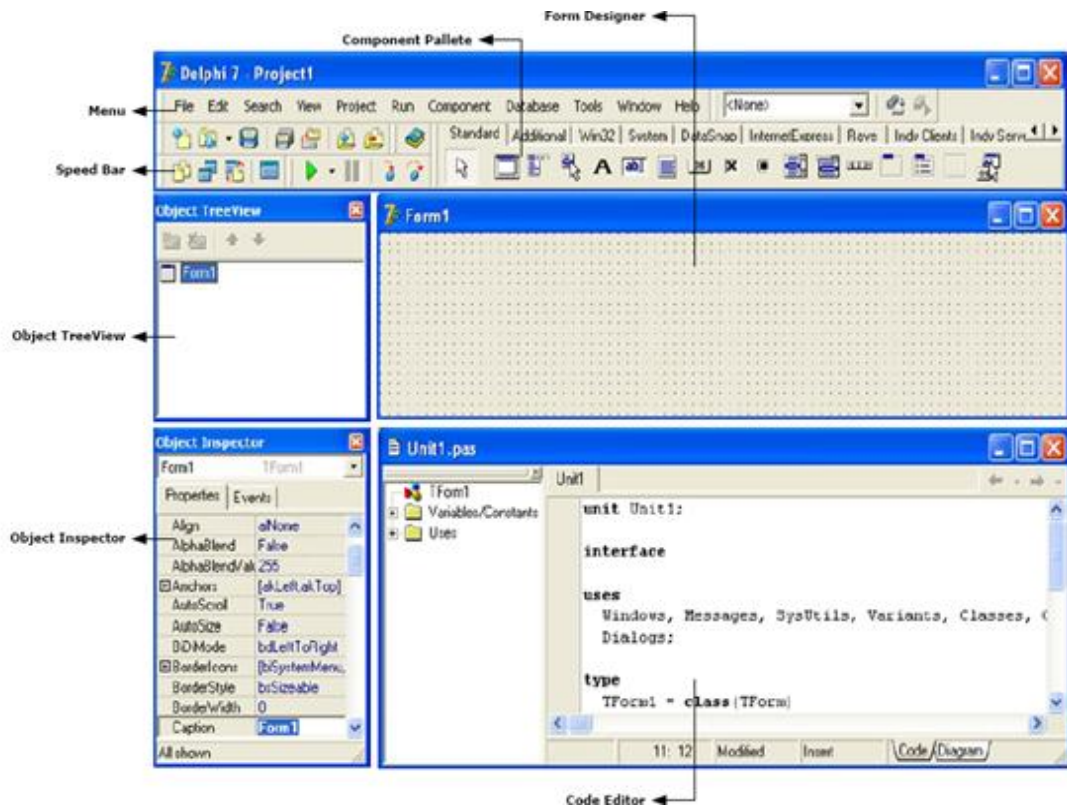 Form Designer
Component Pallete
Delphi 7 - Project1
Menu
File Edit Search View Project Run Component Database Tools Window Help <None>
Standard Additional Win32 System DataSnap InternetExpress Rave Indy Clients Indy Serv
Speed Bar
Object TreeView
Form1
Form1
Object TreeView
Object Inspector
Form1 TForm1
Properties Events
Align alNone
AlphaBlend False
AlphaBlendVal 255
Object Inspector
Anchors [akLeft,akTop]
AutoScroll True
AutoSize False
BiDiMode bdLeftToRight
BorderIcons [biSystemMenu,
BorderStyle bsSizeable
BorderWidth 0
Caption Form1
All shown
Unit1.pas
TForm1
Variables/Constants
Uses
Unit1
unit Unit1;
interface
uses
Windows, Messages, SysUtils, Variants, Classes,
Dialogs;
type
TForm1 = class(TForm)
11: 12 Modified Insert Code Diagram
Code Editor